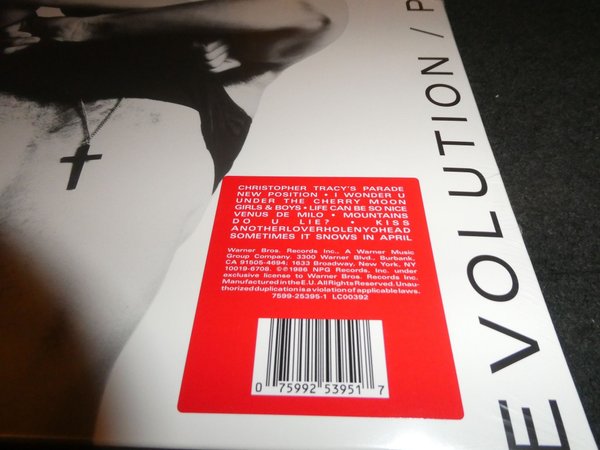 EVOLUTION / P
CHRISTOPHER TRACY'S PARADE
NEW POSITION • I WONDER U
UNDER THE CHERRY MOON
GIRLS & BOYS • LIFE CAN BE SO NICE
VENUS DE MILO • MOUNTAINS
DO U LIE? • KISS
ANOTHERLOVERHOLENYOHEAD
SOMETIMES IT SNOWS IN APRIL
Warner Bros. Records Inc., A Warner Music
Group Company. 3300 Warner Blvd., Burbank,
CA 91505-4694. 1633 Broadway, New York, NY
10019-6708. ©℗1986 NPG Records, Inc. under
exclusive license to Warner Bros. Records Inc.
Manufactured in the E.U. All Rights Reserved. Unau-
thorized duplication is a violation of applicable laws.
7599-25395-1 LC00392
0 75992 53951 7